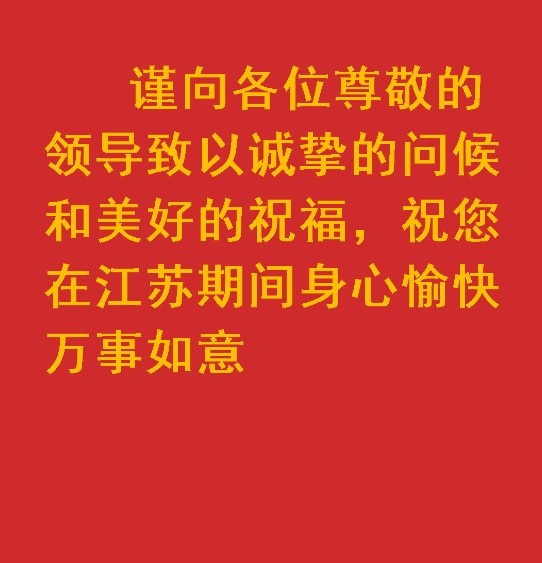 谨向各位尊敬的
领导致以诚挚的问候
和美好的祝福，祝您
在江苏期间身心愉快
万事如意